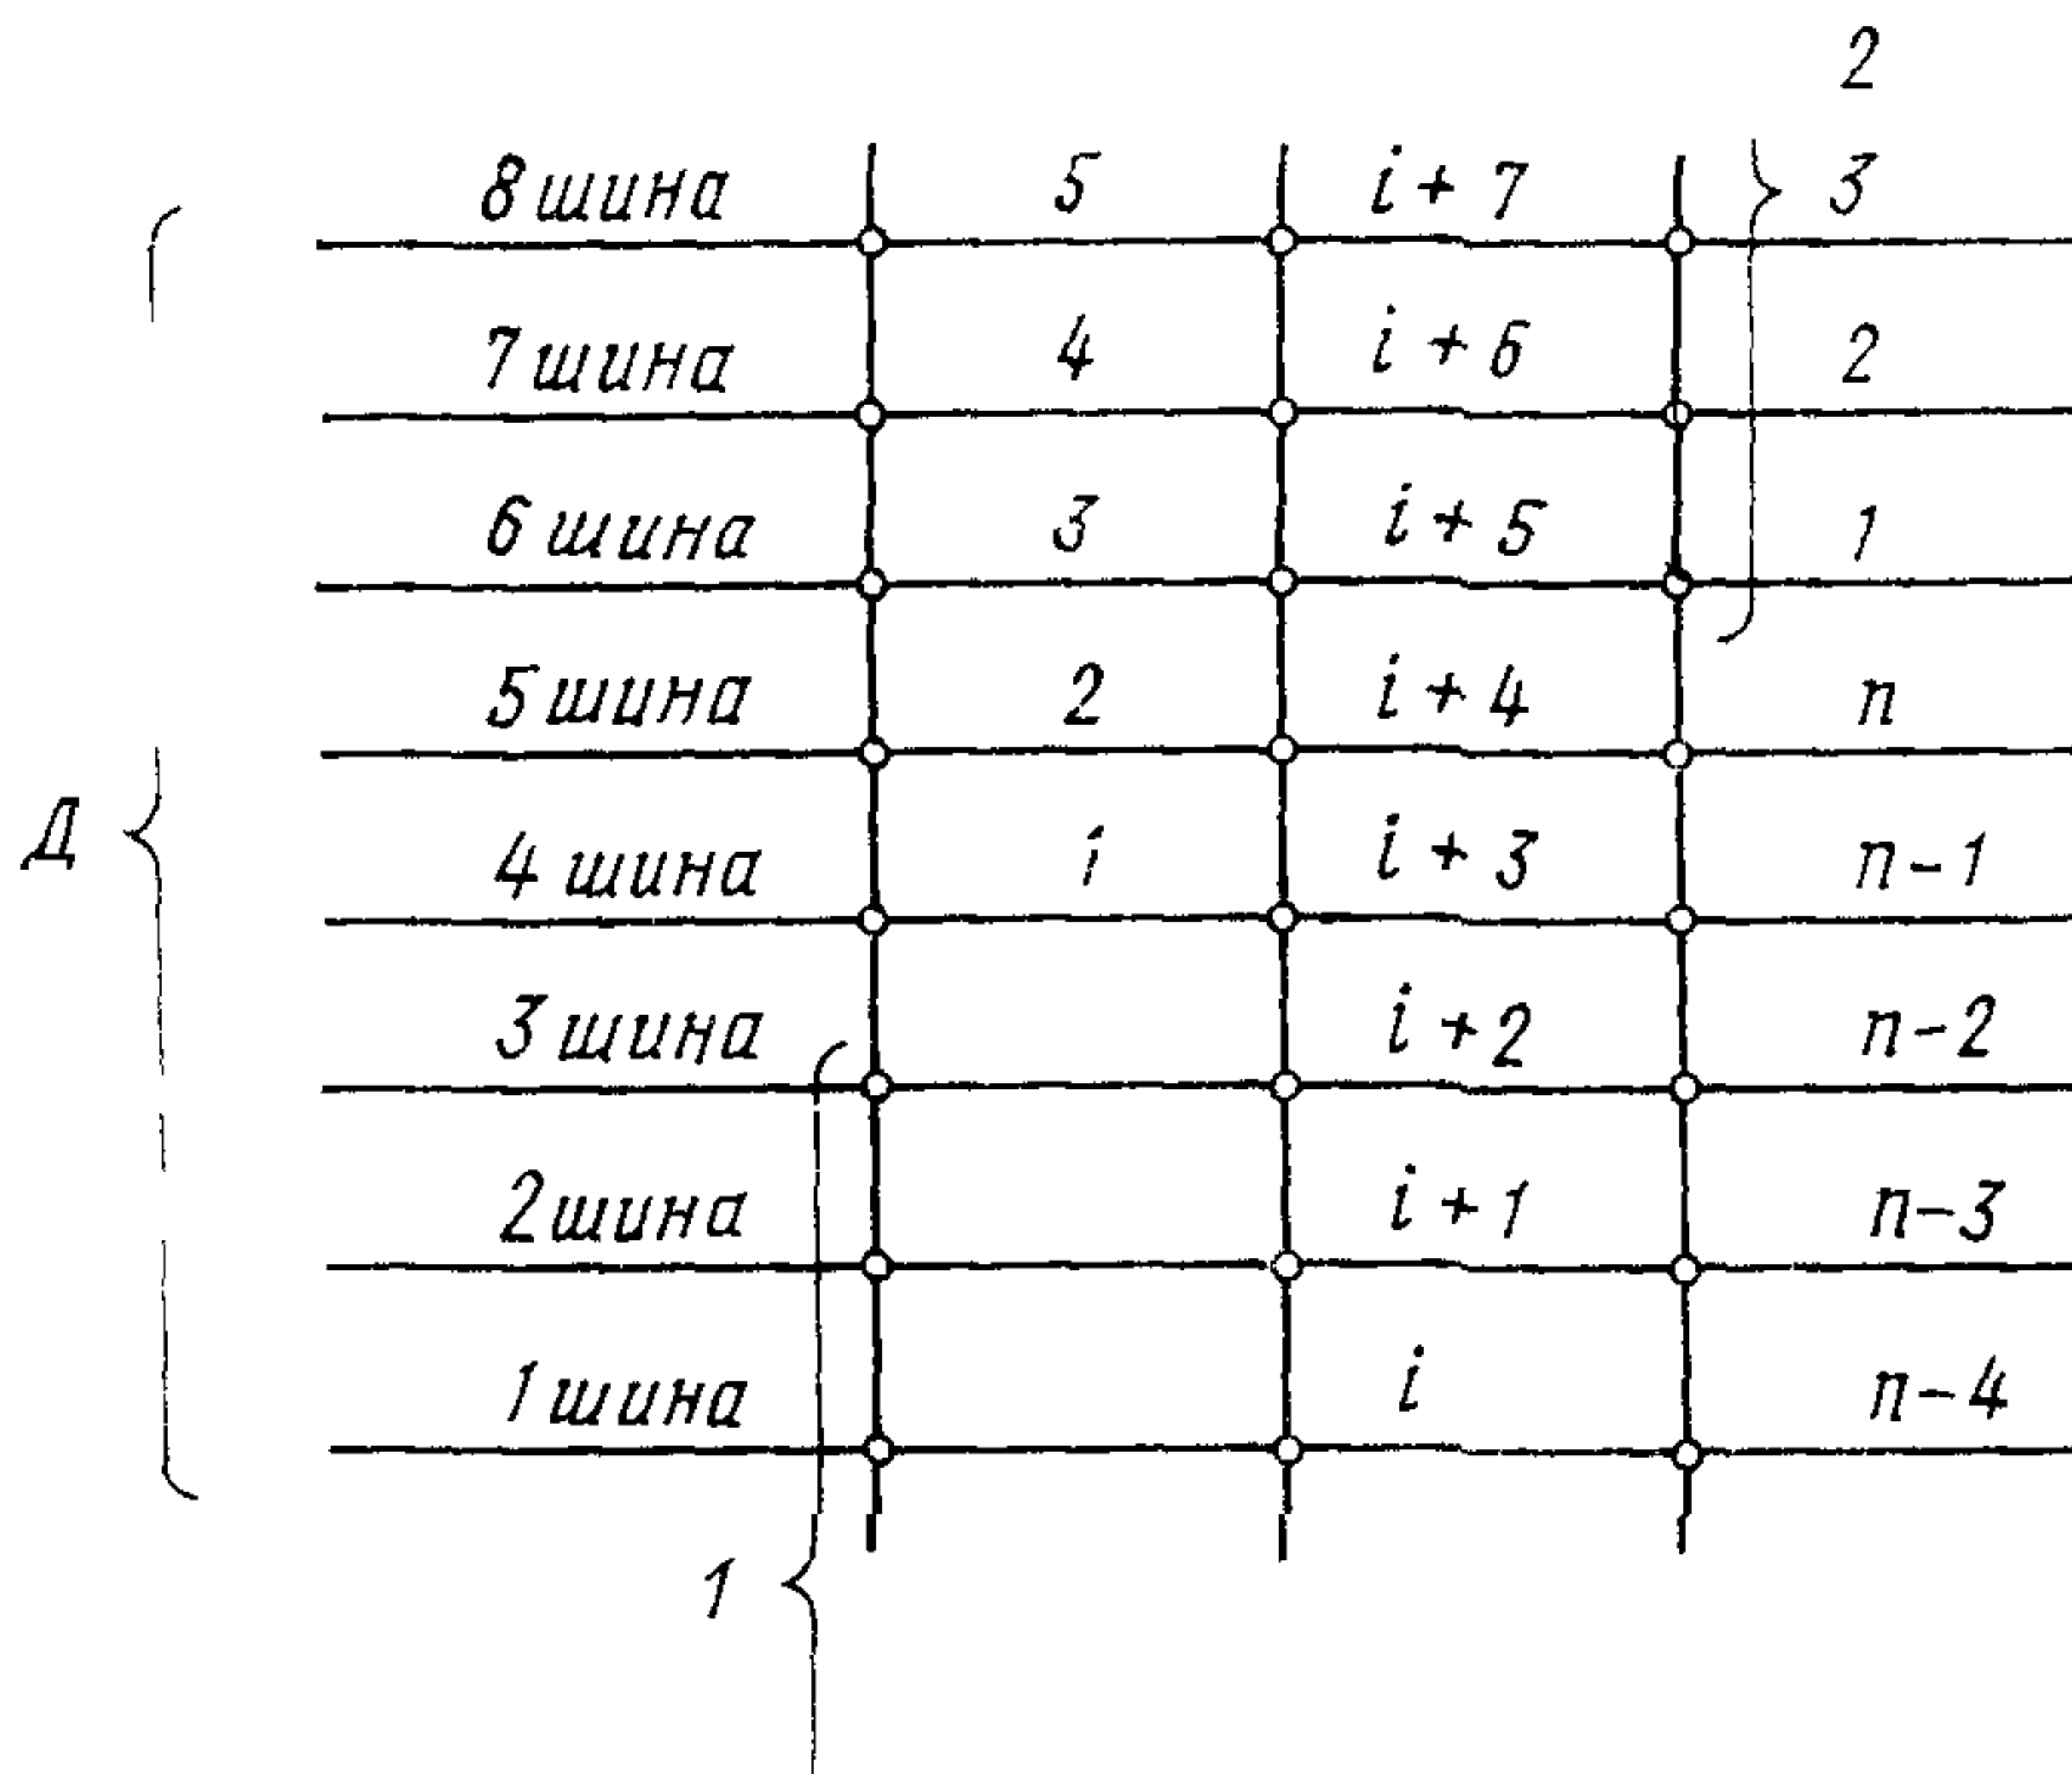 2
8 шина 5 i + 7 3
7 шина 4 i + 6 2
6 шина 3 i + 5 1
5 шина 2 i + 4 n
Д
4 шина 1 i + 3 n-1
3 шина i + 2 n-2
2 шина i + 1 n-3
1 шина i n-4
1